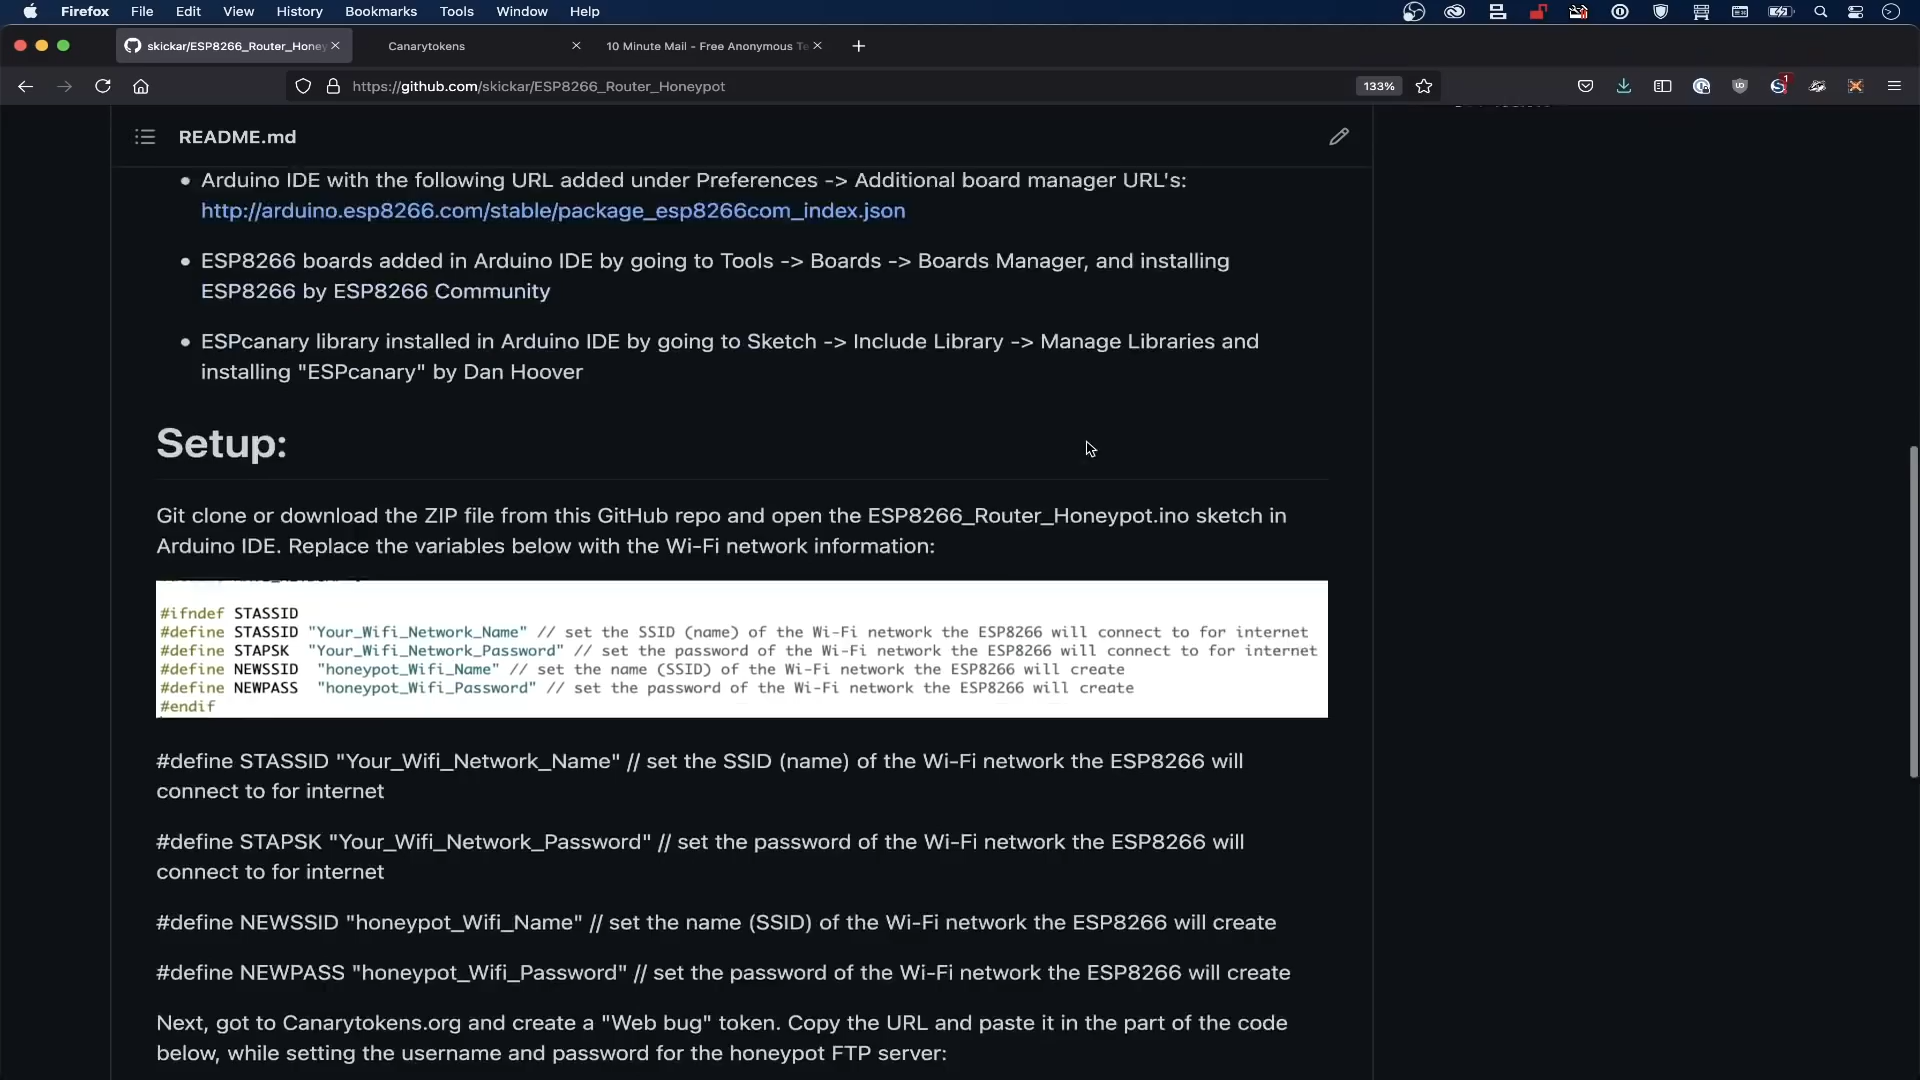 Firefox File Edit View History Bookmarks Tools Window Help
skickar/ESP8266_Router_Honey
Canarytokens
10 Minute Mail - Free Anonymous Te
https://github.com/skickar/ESP8266_Router_Honeypot
133%
1
README.md
• Arduino IDE with the following URL added under Preferences -> Additional board manager URL's:
http://arduino.esp8266.com/stable/package_esp8266com_index.json
• ESP8266 boards added in Arduino IDE by going to Tools -> Boards -> Boards Manager, and installing
ESP8266 by ESP8266 Community
• ESPcanary library installed in Arduino IDE by going to Sketch -> Include Library -> Manage Libraries and
installing "ESPcanary" by Dan Hoover
Setup:
Git clone or download the ZIP file from this GitHub repo and open the ESP8266_Router_Honeypot.ino sketch in
Arduino IDE. Replace the variables below with the Wi-Fi network information:
#ifndef STASSID
#define STASSID "Your_Wifi_Network_Name" // set the SSID (name) of the Wi-Fi network the ESP8266 will connect to for internet
#define STAPSK "Your_Wifi_Network_Password" // set the password of the Wi-Fi network the ESP8266 will connect to for internet
#define NEWSSID "honeypot_Wifi_Name" // set the name (SSID) of the Wi-Fi network the ESP8266 will create
#define NEWPASS "honeypot_Wifi_Password" // set the password of the Wi-Fi network the ESP8266 will create
#endif
#define STASSID "Your_Wifi_Network_Name" // set the SSID (name) of the Wi-Fi network the ESP8266 will
connect to for internet
#define STAPSK "Your_Wifi_Network_Password" // set the password of the Wi-Fi network the ESP8266 will
connect to for internet
#define NEWSSID "honeypot_Wifi_Name" // set the name (SSID) of the Wi-Fi network the ESP8266 will create
#define NEWPASS "honeypot_Wifi_Password" // set the password of the Wi-Fi network the ESP8266 will create
Next, got to Canarytokens.org and create a "Web bug" token. Copy the URL and paste it in the part of the code
below, while setting the username and password for the honeypot FTP server: